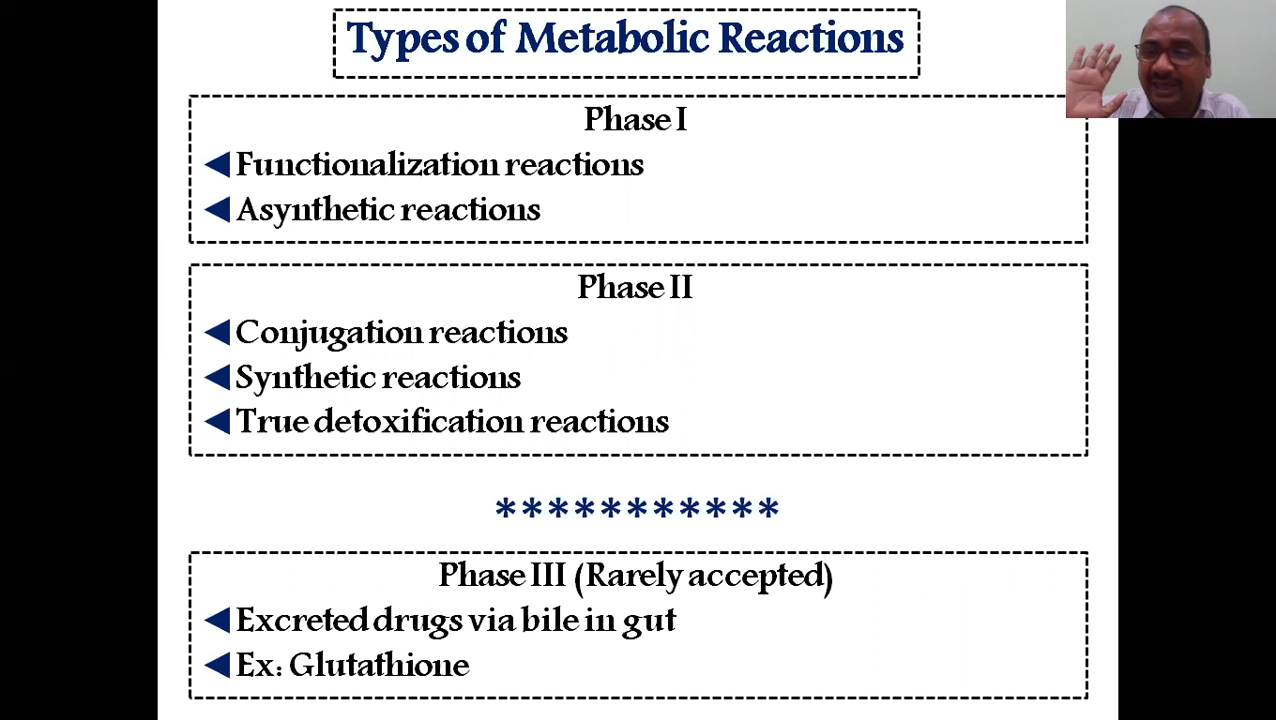 Types of Metabolic Reactions
Phase I
Functionalization reactions
Asynthetic reactions
Phase II
Conjugation reactions
Synthetic reactions
True detoxification reactions
***********
Phase III (Rarely accepted)
Excreted drugs via bile in gut
Ex: Glutathione